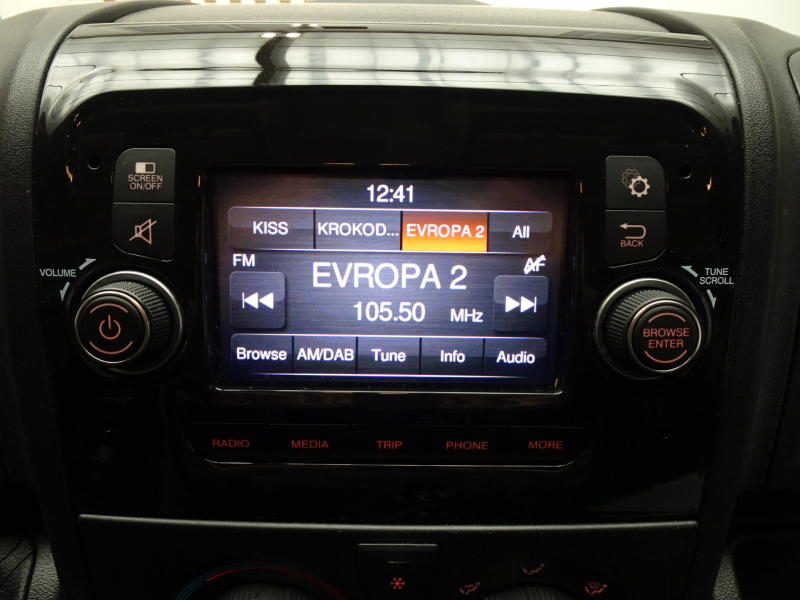 12:41
SCREEN
ON/OFF
KISS KROKOD... EVROPA 2 All
BACK
FM AF
VOLUME
TUNE
SCROLL
EVROPA 2
105.50 MHz
BROWSE
ENTER
Browse AM/DAB Tune Info Audio
RADIO MEDIA TRIP PHONE MORE